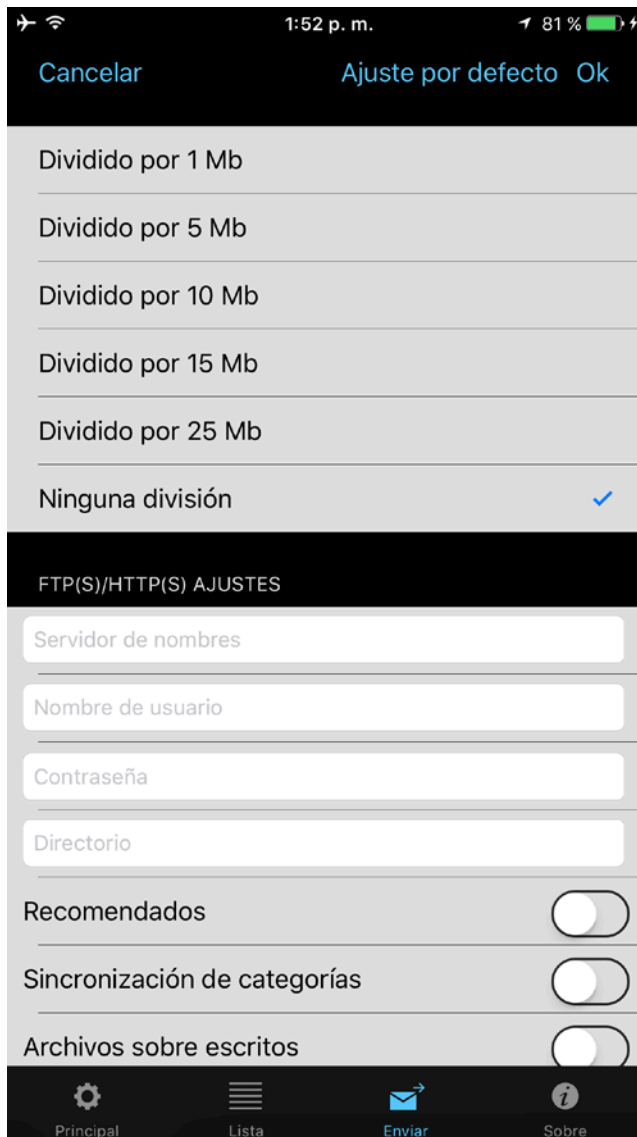 1:52 p. m.
81 %
Cancelar
Ajuste por defecto Ok
Dividido por 1 Mb
Dividido por 5 Mb
Dividido por 10 Mb
Dividido por 15 Mb
Dividido por 25 Mb
Ninguna división
FTP(S)/HTTP(S) AJUSTES
Servidor de nombres
Nombre de usuario
Contraseña
Directorio
Recomendados
Sincronización de categorías
Archivos sobre escritos
Principal
Lista
Enviar
Sobre